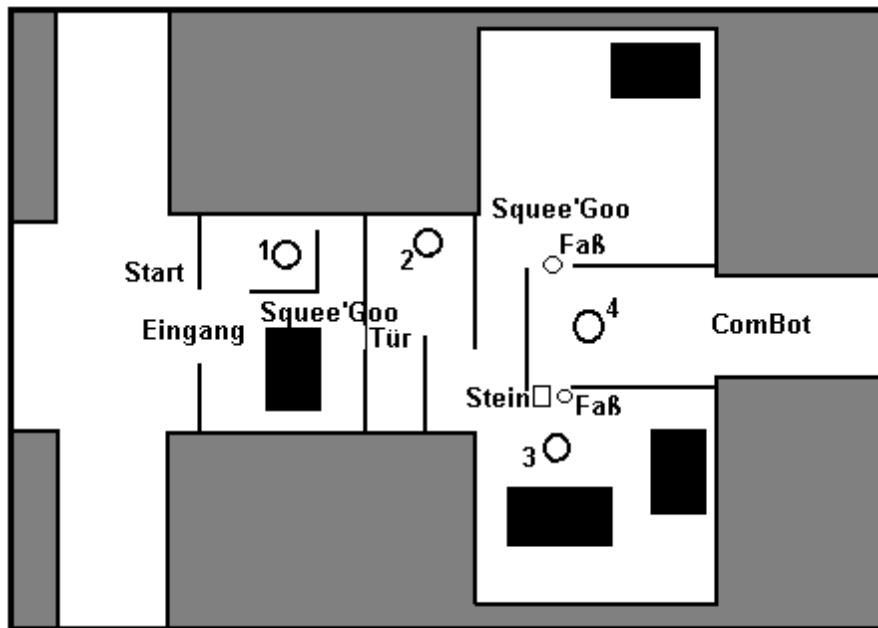 Squee'Goo
Faß
1
2
Start
Squee'Goo
4
ComBot
Eingang
Tür
Stein
Faß
3